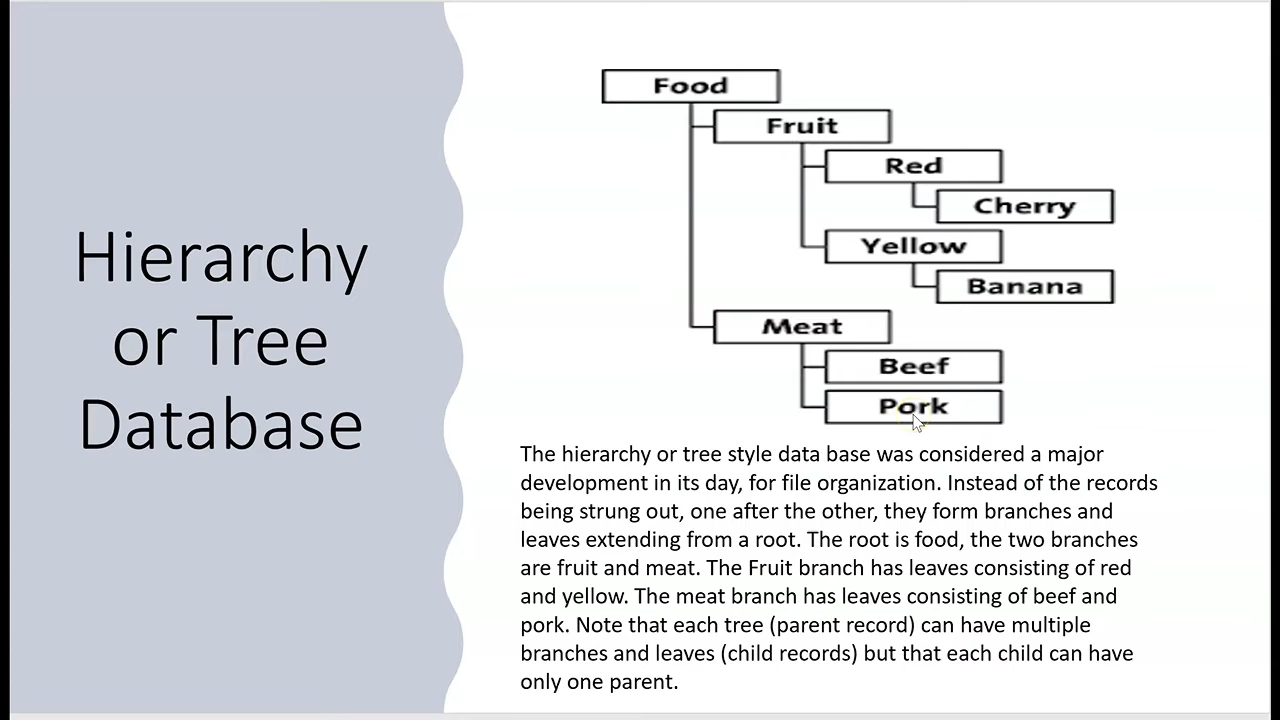 Hierarchy
or Tree
Database
Food
Fruit
Red
Cherry
Yellow
Banana
Meat
Beef
Pork
The hierarchy or tree style data base was considered a major
development in its day, for file organization. Instead of the records
being strung out, one after the other, they form branches and
leaves extending from a root. The root is food, the two branches
are fruit and meat. The Fruit branch has leaves consisting of red
and yellow. The meat branch has leaves consisting of beef and
pork. Note that each tree (parent record) can have multiple
branches and leaves (child records) but that each child can have
only one parent.